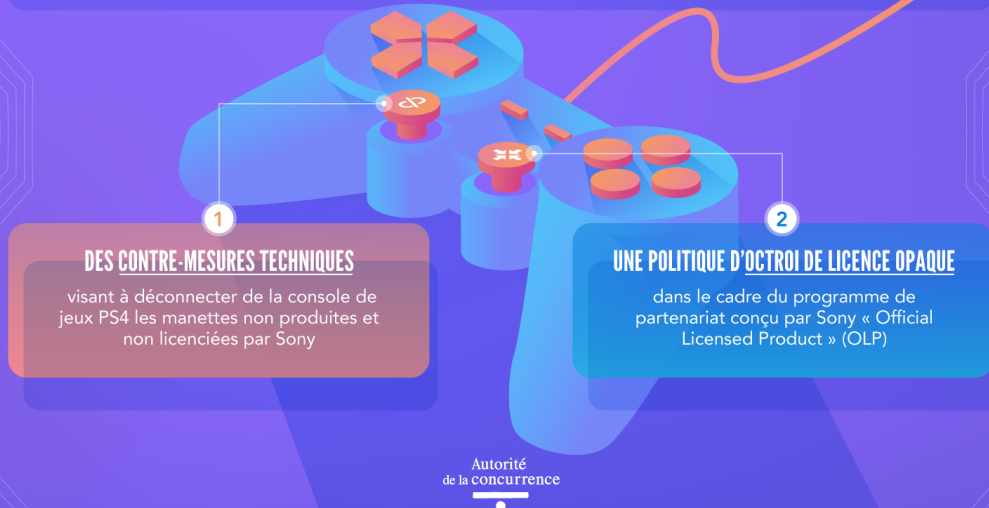 1
DES CONTRE-MESURES TECHNIQUES
visant à déconnecter de la console de
jeux PS4 les manettes non produites et
non licenciées par Sony
2
UNE POLITIQUE D'OCTROI DE LICENCE OPAQUE
dans le cadre du programme de
partenariat conçu par Sony « Official
Licensed Product » (OLP)
Autorité
de la concurrence